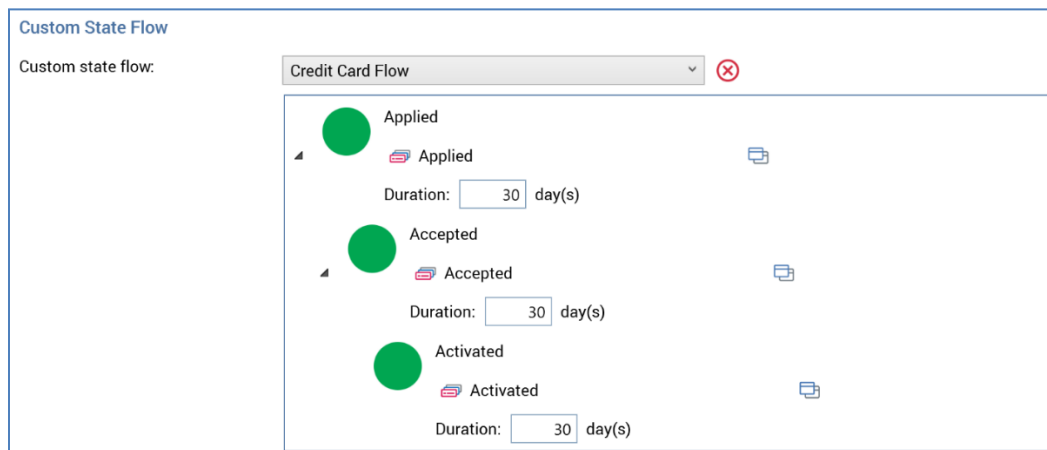 Custom State Flow
Custom state flow: Credit Card Flow
Applied
Applied
Duration: 30 day(s)
Accepted
Accepted
Duration: 30 day(s)
Activated
Activated
Duration: 30 day(s)